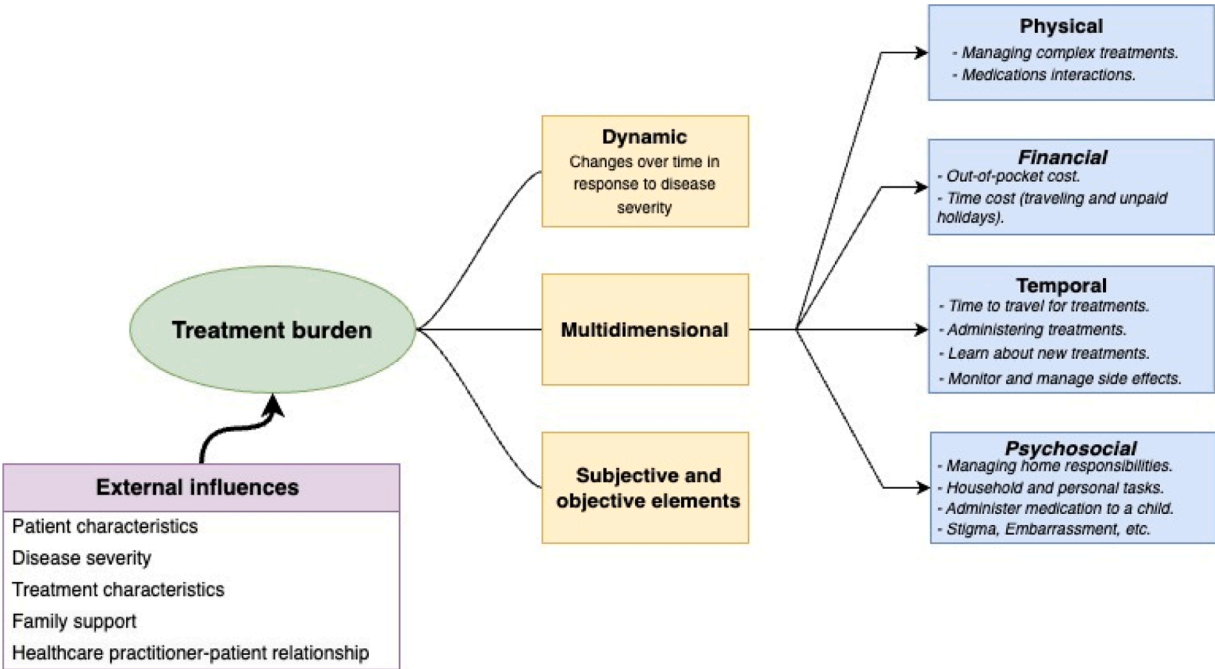 Treatment burden
External influences
Patient characteristics
Disease severity
Treatment characteristics
Family support
Healthcare practitioner-patient relationship
Dynamic
Changes over time in
response to disease
severity
Multidimensional
Subjective and
objective elements
Physical
- Managing complex treatments.
- Medications interactions.
Financial
- Out-of-pocket cost.
- Time cost (traveling and unpaid
holidays).
Temporal
- Time to travel for treatments.
- Administering treatments.
- Learn about new treatments.
- Monitor and manage side effects.
Psychosocial
- Managing home responsibilities.
- Household and personal tasks.
- Administer medication to a child.
- Stigma, Embarrassment, etc.